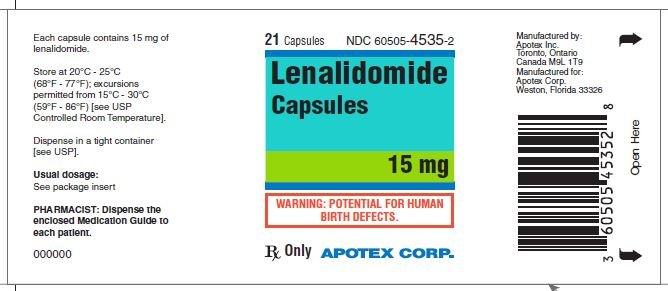 Each capsule contains 15 mg of
lenalidomide.
Store at 20°C - 25°C
(68°F - 77°F); excursions
permitted from 15°C - 30°C
(59°F - 86°F) [see USP
Controlled Room Temperature].
Dispense in a tight container
[see USP].
Usual dosage:
See package insert
PHARMACIST: Dispense the
enclosed Medication Guide to
each patient.
000000
21 Capsules NDC 60505-4535-2
Lenalidomide
Capsules
15 mg
WARNING: POTENTIAL FOR HUMAN
BIRTH DEFECTS.
℞ Only APOTEX CORP.
Manufactured by:
Apotex Inc.
Toronto, Ontario
Canada M9L 1T9
Manufactured for:
Apotex Corp.
Weston, Florida 33326
3 60505 45352 8
Open Here